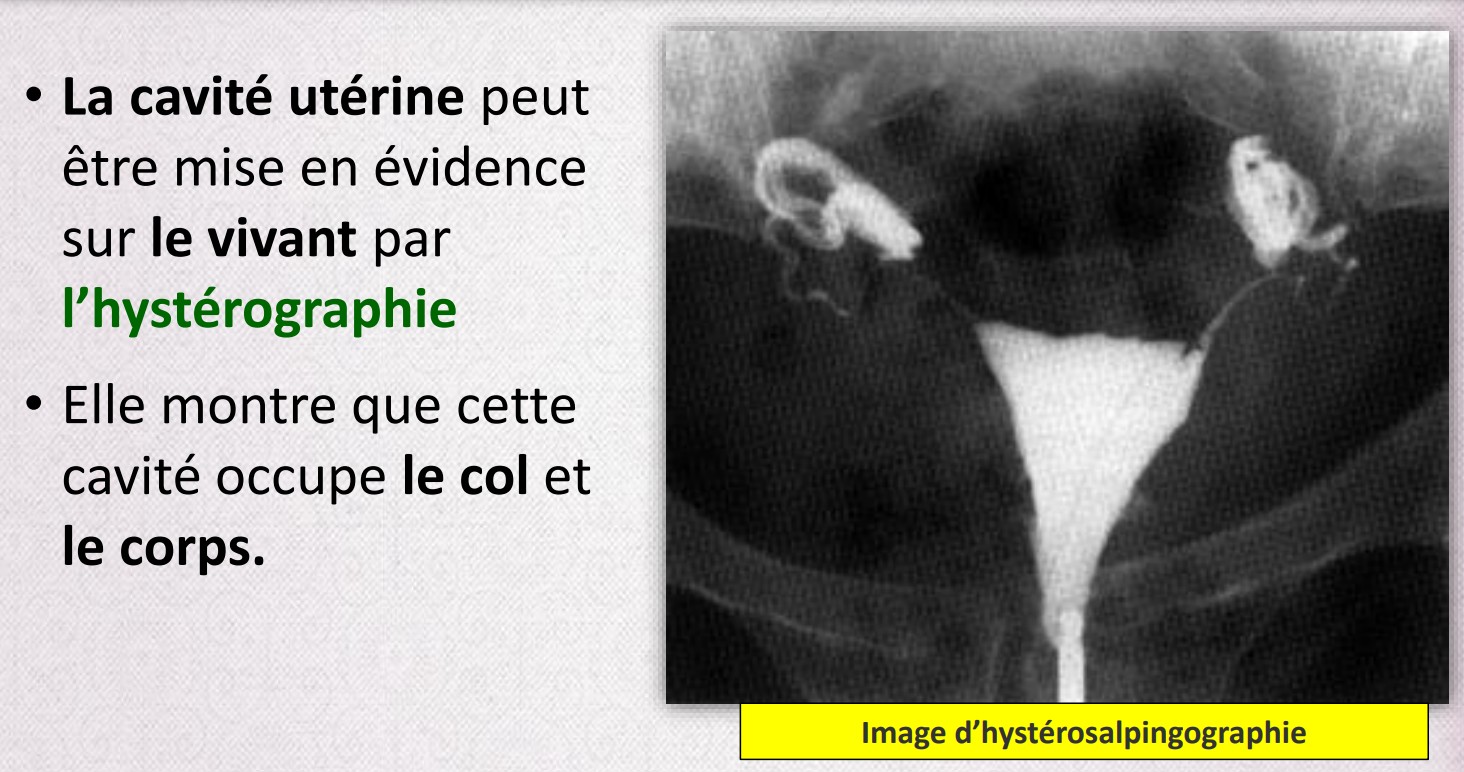 • La cavité utérine peut
être mise en évidence
sur le vivant par
l’hystérographie
• Elle montre que cette
cavité occupe le col et
le corps.
Image d’hystérosalpingographie